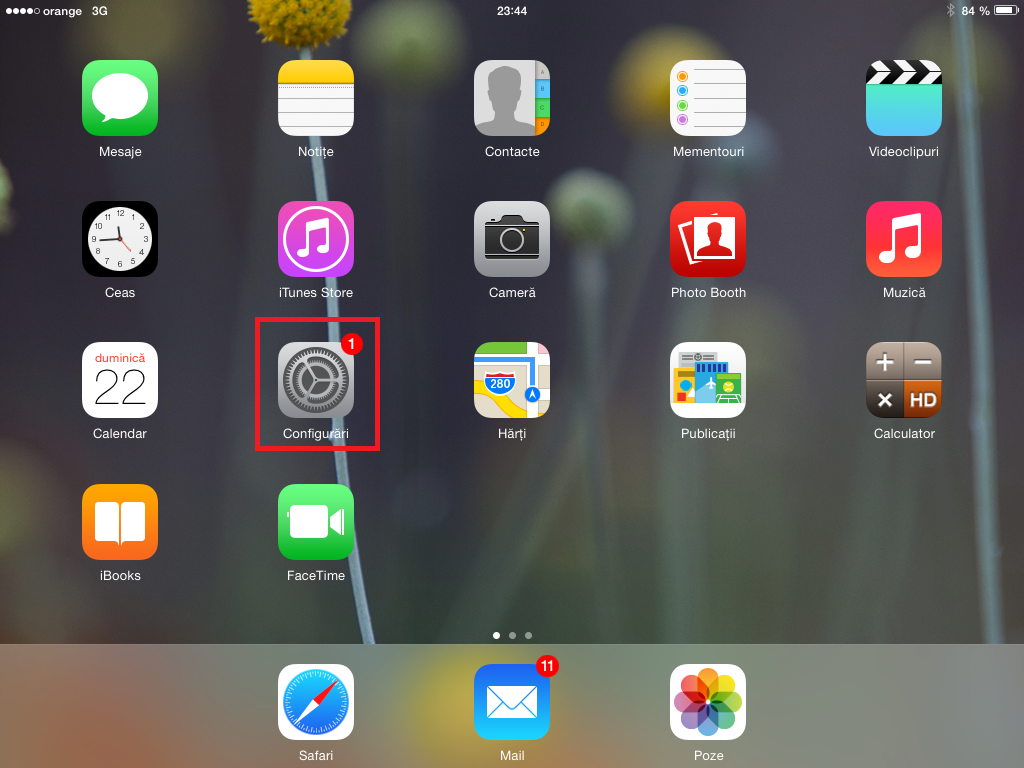 orange 3G 23:44 84 %
Mesaje Notițe Contacte Mementouri Videoclipuri
Ceas iTunes Store Cameră Photo Booth Muzică
duminică
22
1
280
HD
Calendar Configurări Hărți Publicații Calculator
iBooks FaceTime
11
Safari Mail Poze